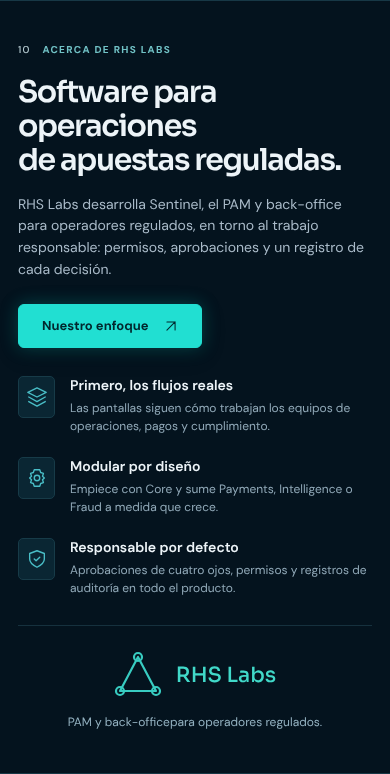 10 ACERCA DE RHS LABS
Software para
operaciones
de apuestas reguladas.
RHS Labs desarrolla Sentinel, el PAM y back-office
para operadores regulados, en torno al trabajo
responsable: permisos, aprobaciones y un registro de
cada decisión.
Nuestro enfoque
Primero, los flujos reales
Las pantallas siguen cómo trabajan los equipos de
operaciones, pagos y cumplimiento.
Modular por diseño
Empiece con Core y sume Payments, Intelligence o
Fraud a medida que crece.
Responsable por defecto
Aprobaciones de cuatro ojos, permisos y registros de
auditoría en todo el producto.
RHS Labs
PAM y back-officepara operadores regulados.